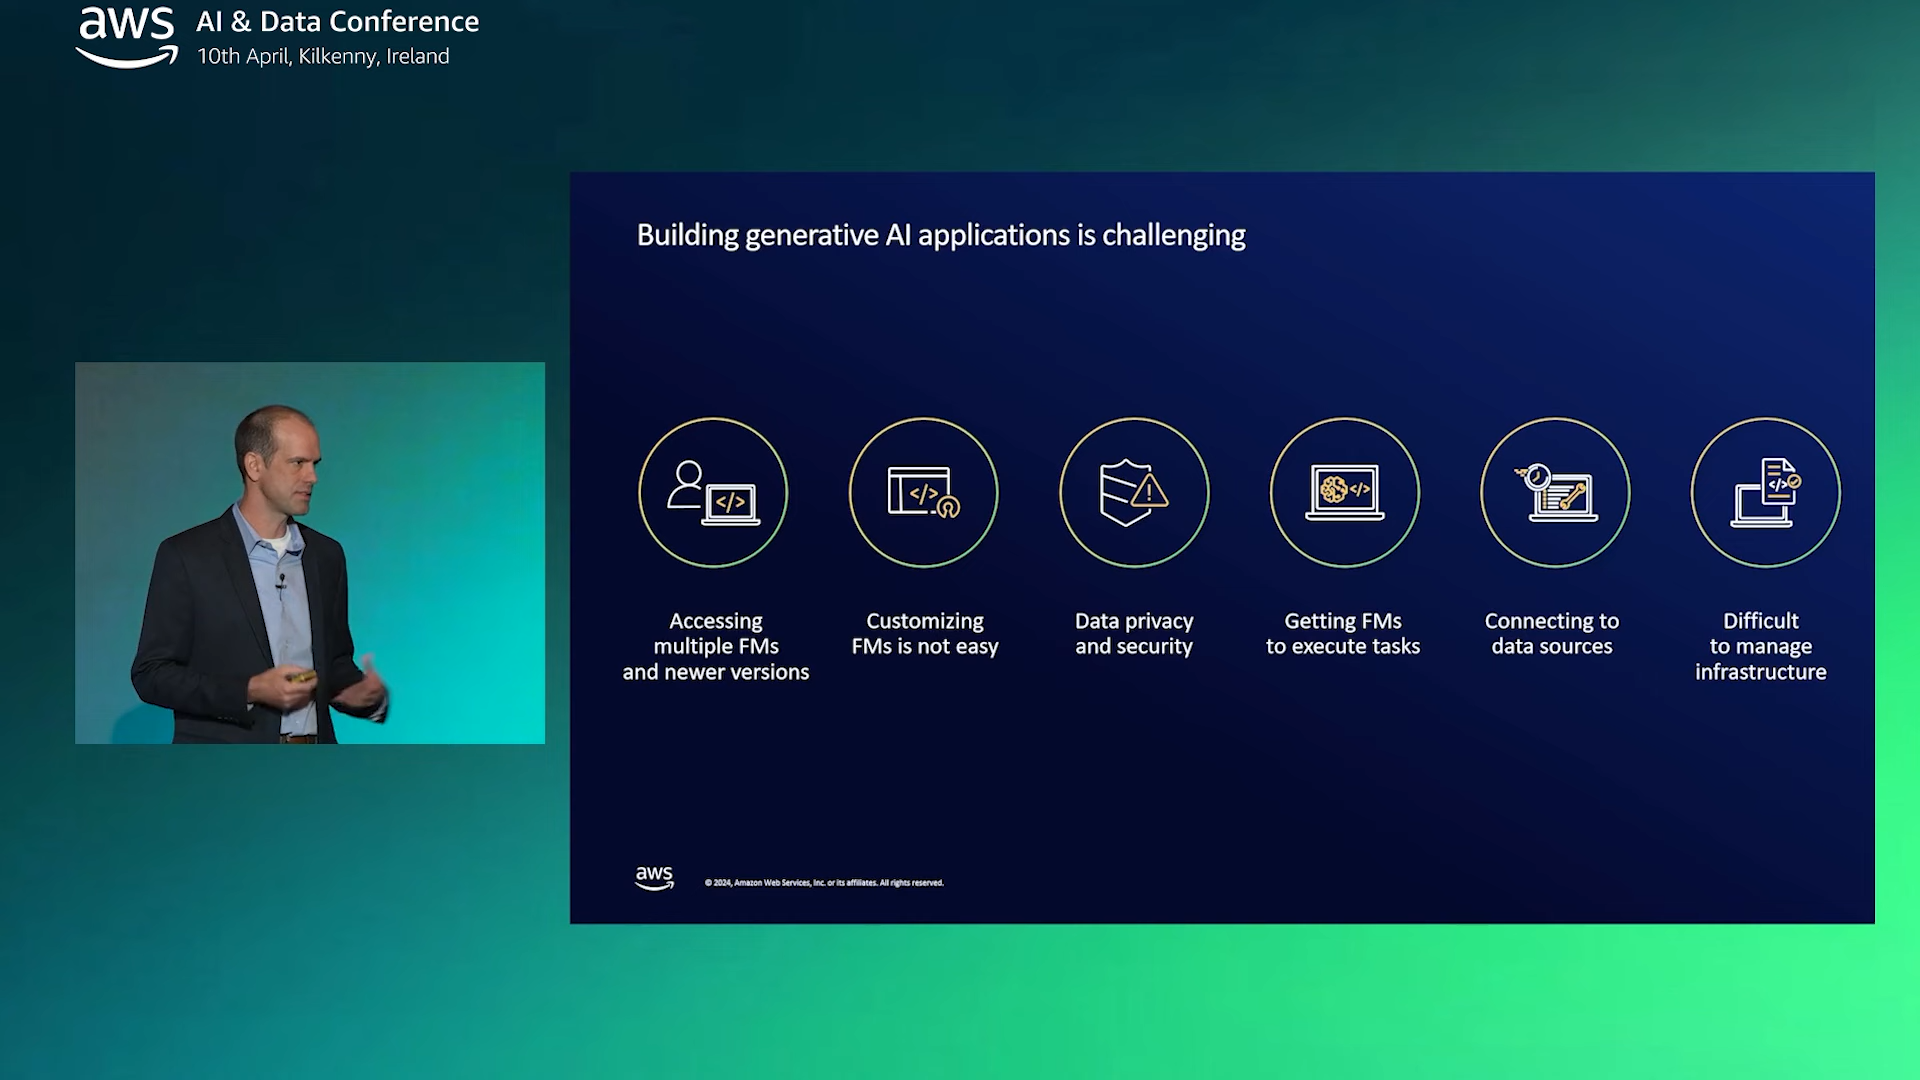 aws
AI & Data Conference
10th April, Kilkenny, Ireland
Building generative AI applications is challenging
Accessing
multiple FMs
and newer versions
Customizing
FMs is not easy
Data privacy
and security
Getting FMs
to execute tasks
Connecting to
data sources
Difficult
to manage
infrastructure
aws
© 2024, Amazon Web Services, Inc. or its affiliates. All rights reserved.